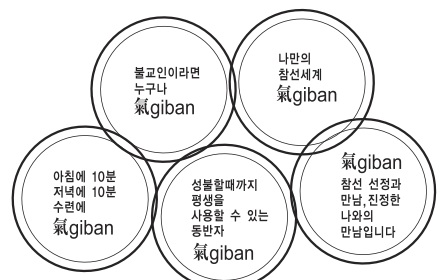 불교인이라면
누구나
氣giban
나만의
참선세계
氣giban
아침에 10분
저녁에 10분
수련에
氣giban
성불할때까지
평생을
사용할 수 있는
동반자
氣giban
氣giban
참선 선정과
만남,진정한
나와의
만남입니다